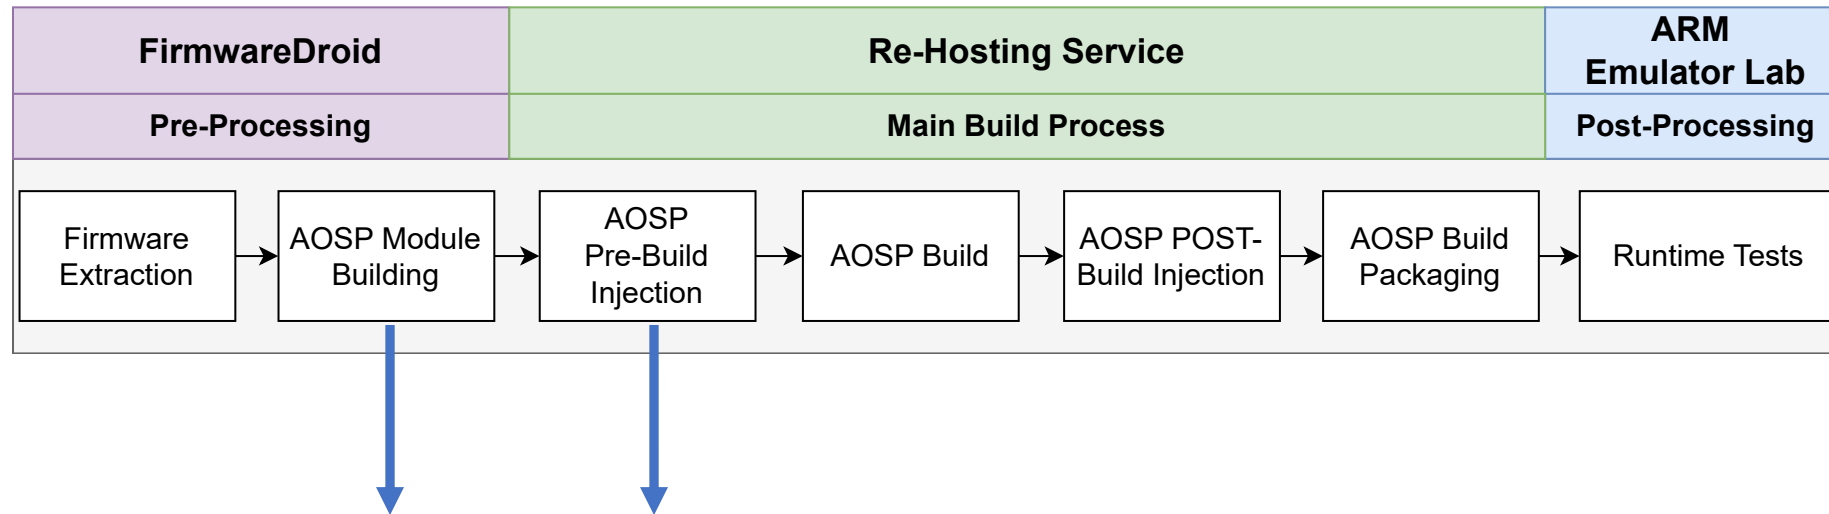 FirmwareDroid
Re-Hosting Service
ARM
Emulator Lab
Pre-Processing
Main Build Process
Post-Processing
Firmware
Extraction
AOSP Module
Building
AOSP
Pre-Build
Injection
AOSP Build
AOSP POST-
Build Injection
AOSP Build
Packaging
Runtime Tests